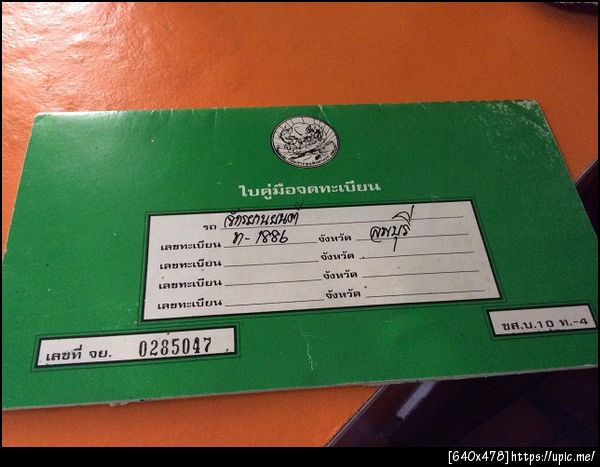 ใบคู่มือจดทะเบียน
รถ จักรยานยนต์
เลขทะเบียน ท-1886 จังหวัด ลพบุรี
เลขทะเบียน จังหวัด
เลขทะเบียน จังหวัด
เลขทะเบียน จังหวัด
เลขที่ จย. 0285047
ขส.บ.10 ท.-4
[640x478]https://upic.me/